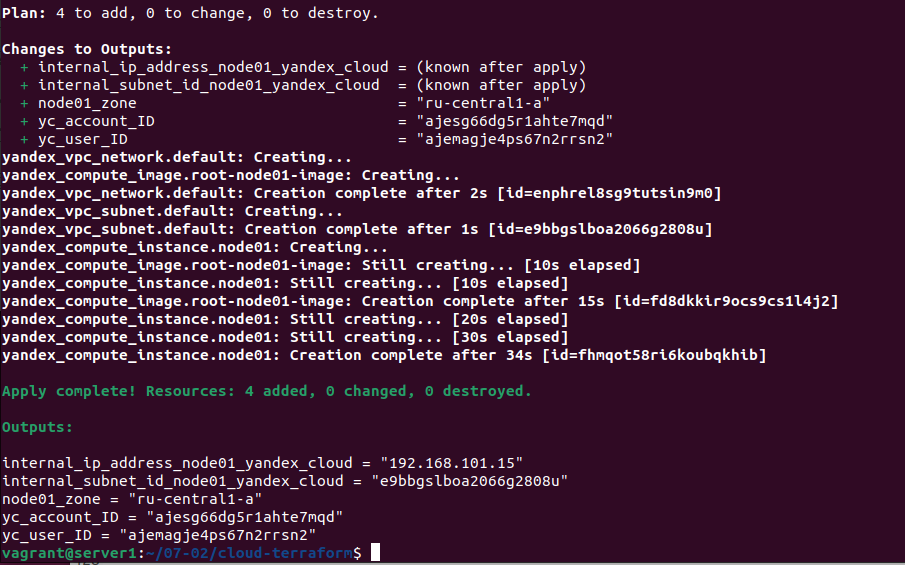 Plan: 4 to add, 0 to change, 0 to destroy.
Changes to Outputs:
+ internal_ip_address_node01_yandex_cloud = (known after apply)
+ internal_subnet_id_node01_yandex_cloud = (known after apply)
+ node01_zone = "ru-central1-a"
+ yc_account_ID = "ajesg66dg5r1ahte7mqd"
+ yc_user_ID = "ajemagje4ps67n2rrsn2"
yandex_vpc_network.default: Creating...
yandex_compute_image.root-node01-image: Creating...
yandex_vpc_network.default: Creation complete after 2s [id=enphrel8sg9tutsin9m0]
yandex_vpc_subnet.default: Creating...
yandex_vpc_subnet.default: Creation complete after 1s [id=e9bbgslboa2066g2808u]
yandex_compute_instance.node01: Creating...
yandex_compute_image.root-node01-image: Still creating... [10s elapsed]
yandex_compute_instance.node01: Still creating... [10s elapsed]
yandex_compute_image.root-node01-image: Creation complete after 15s [id=fd8dkkir9ocs9cs1l4j2]
yandex_compute_instance.node01: Still creating... [20s elapsed]
yandex_compute_instance.node01: Still creating... [30s elapsed]
yandex_compute_instance.node01: Creation complete after 34s [id=fhmqot58ri6koubqkhib]
Apply complete! Resources: 4 added, 0 changed, 0 destroyed.
Outputs:
internal_ip_address_node01_yandex_cloud = "192.168.101.15"
internal_subnet_id_node01_yandex_cloud = "e9bbgslboa2066g2808u"
node01_zone = "ru-central1-a"
yc_account_ID = "ajesg66dg5r1ahte7mqd"
yc_user_ID = "ajemagje4ps67n2rrsn2"
vagrant@server1:~/07-02/cloud-terraform$